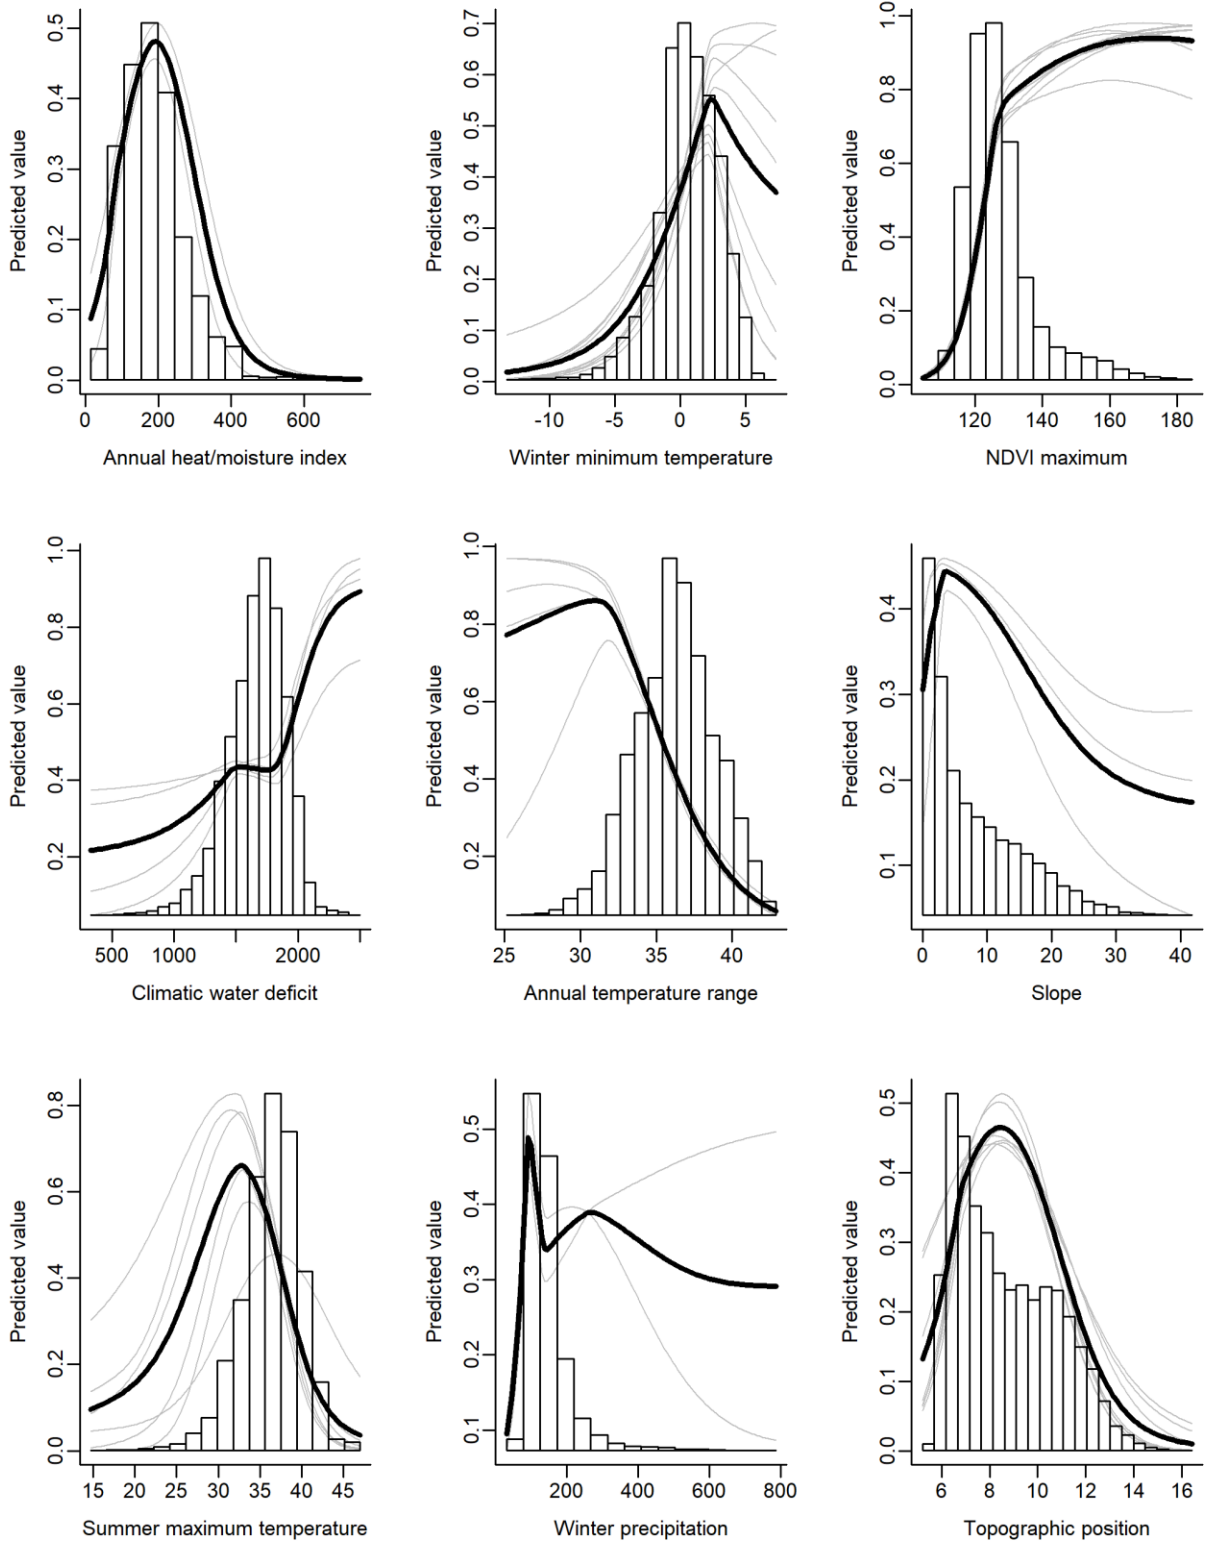 Predicted value
0.0 0.1 0.2 0.3 0.4 0.5
0 200 400 600
Annual heat/moisture index
Predicted value
0.0 0.1 0.2 0.3 0.4 0.5 0.6 0.7
-10 -5 0 5
Winter minimum temperature
Predicted value
0.0 0.2 0.4 0.6 0.8 1.0
120 140 160 180
NDVI maximum
Predicted value
0.2 0.4 0.6 0.8 1.0
500 1000 2000
Climatic water deficit
Predicted value
0.2 0.4 0.6 0.8 1.0
25 30 35 40
Annual temperature range
Predicted value
0.1 0.2 0.3 0.4
0 10 20 30 40
Slope
Predicted value
0.0 0.2 0.4 0.6 0.8
15 20 25 30 35 40 45
Summer maximum temperature
Predicted value
0.1 0.2 0.3 0.4 0.5
200 400 600 800
Winter precipitation
Predicted value
0.0 0.1 0.2 0.3 0.4 0.5
6 8 10 12 14 16
Topographic position